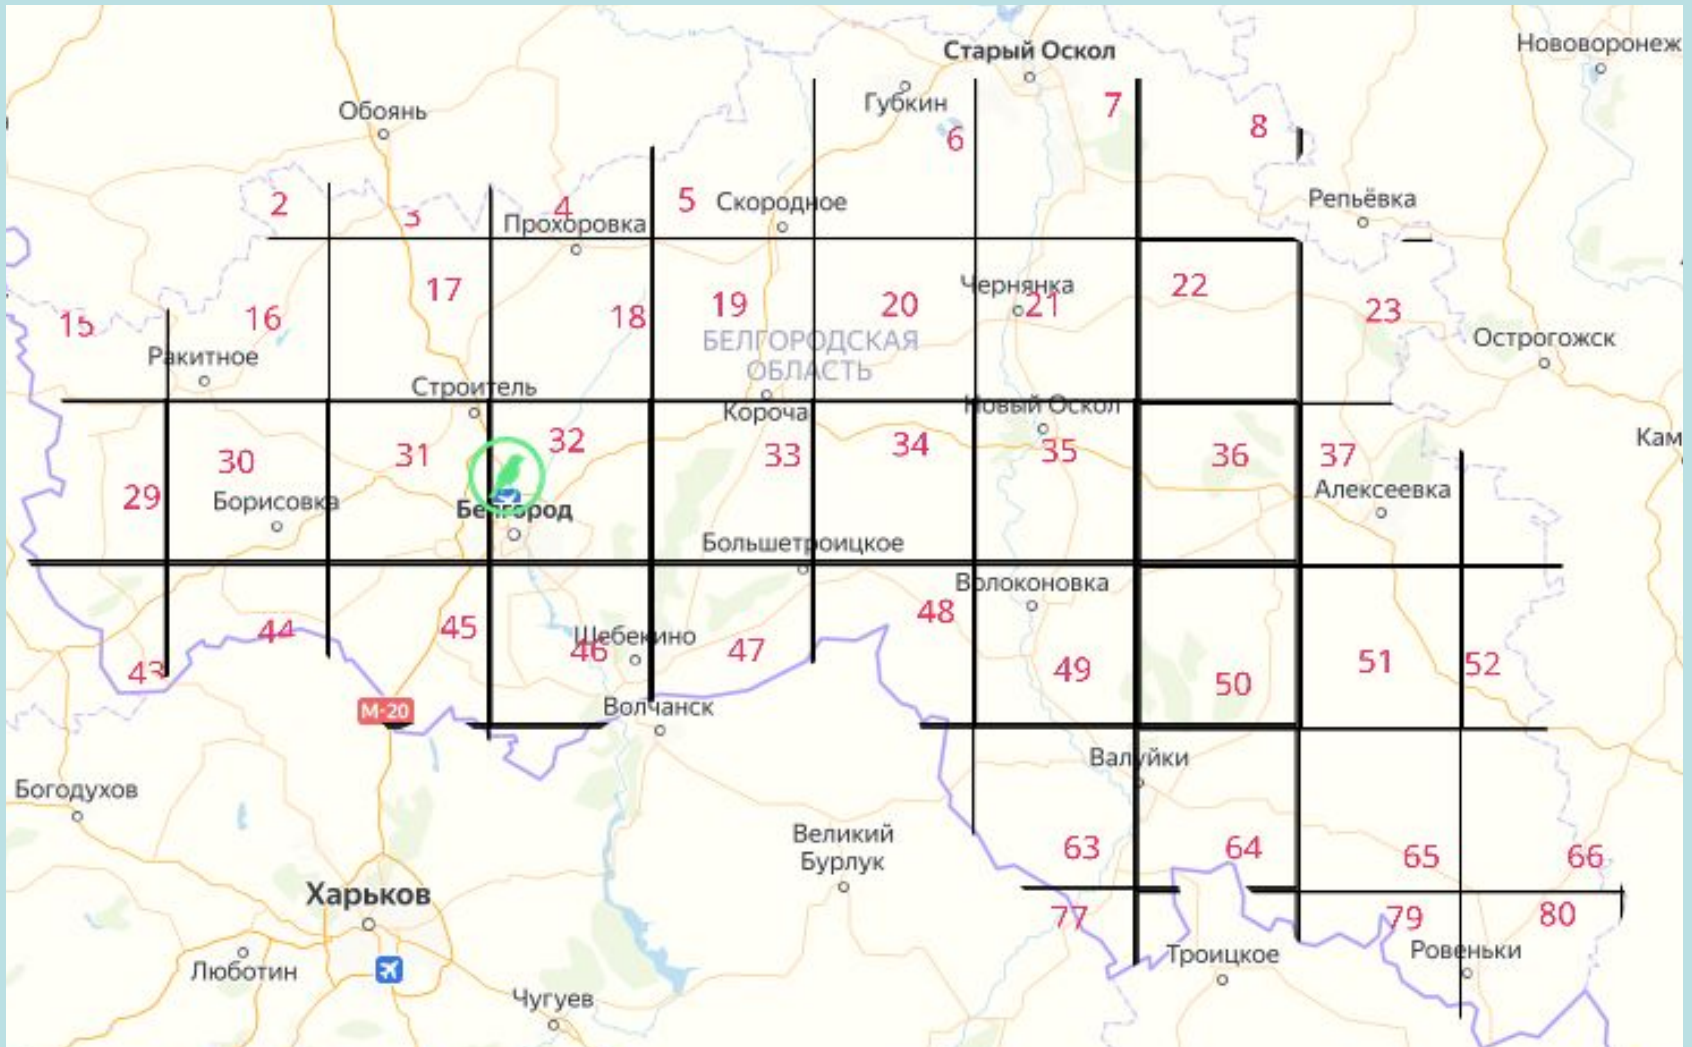 Старый Оскол
Нововоронеж
7
Губкин
Обоянь
8
6
2
5
Скородное
Репьёвка
3
4
Прохоровка
17
22
Чернянка
19
20
21
23
16
18
15
БЕЛГОРОДСКАЯ
ОБЛАСТЬ
Острогожск
Ракитное
Строитель
Короча
Новый Оскол
32
34
Кам
30
31
33
35
36
37
29
Борисовка
Алексеевка
Белгород
Большетроицкое
Волоконовка
48
44
45
46
Шебекино
47
43
49
50
51
52
М-20
Волчанск
Валуйки
Богодухов
Великий
Бурлук
63
64
65
66
Харьков
77
79
80
Троицкое
Ровеньки
Люботин
Чугуев